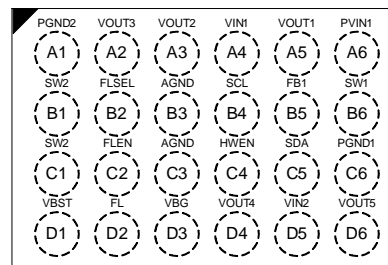 PGND2 VOUT3 VOUT2 VIN1 VOUT1 PVIN1
A1 A2 A3 A4 A5 A6
SW2 FLSEL AGND SCL FB1 SW1
B1 B2 B3 B4 B5 B6
SW2 FLEN AGND HWEN SDA PGND1
C1 C2 C3 C4 C5 C6
VBST FL VBG VOUT4 VIN2 VOUT5
D1 D2 D3 D4 D5 D6